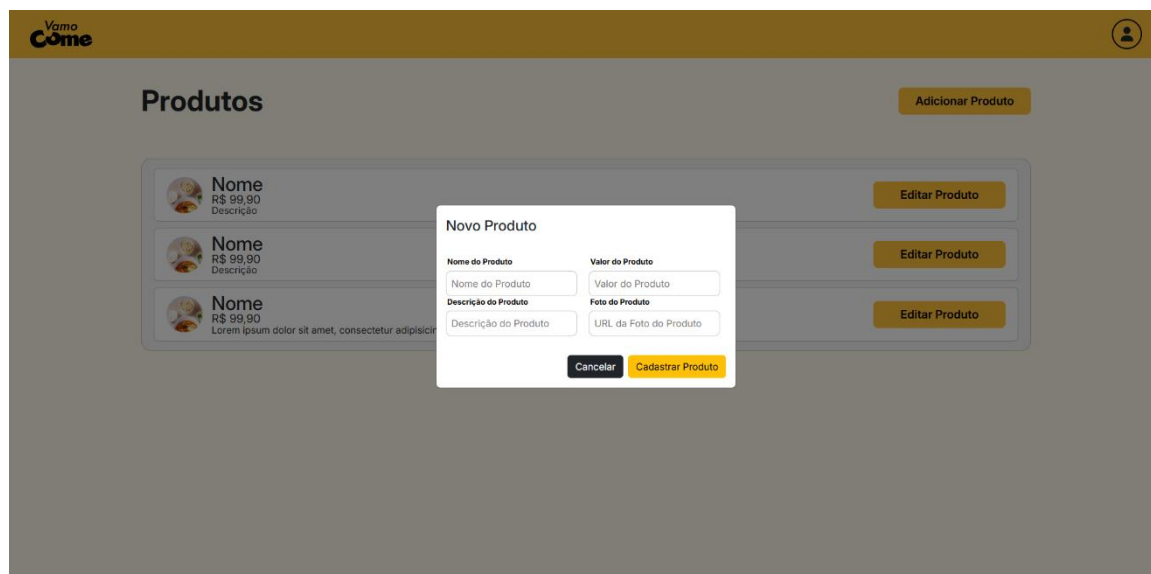 Vamo
Come
Produtos
Adicionar Produto
Nome
R$ 99,90
Descrição
Editar Produto
Nome
R$ 99,90
Descrição
Editar Produto
Nome
R$ 99,90
Lorem ipsum dolor sit amet, consectetur
Editar Produto
Novo Produto
Nome do Produto
Valor do Produto
Nome do Produto
Valor do Produto
Descrição do Produto
Foto do Produto
Descrição do Produto
URL da Foto do Produto
Cancelar
Cadastrar Produto